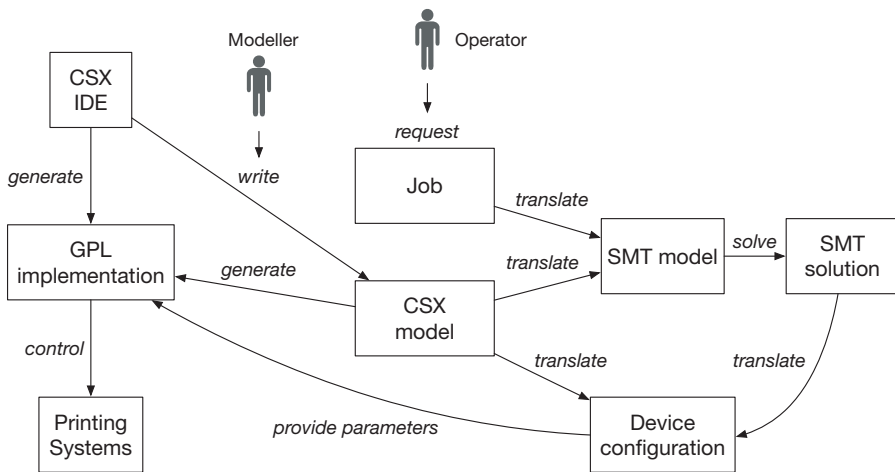 Modeller
Operator
CSX
IDE
request
generate
write
Job
translate
GPL
implementation
generate
translate
SMT model
solve
SMT
solution
CSX
model
control
translate
translate
Printing
Systems
provide parameters
Device
configuration